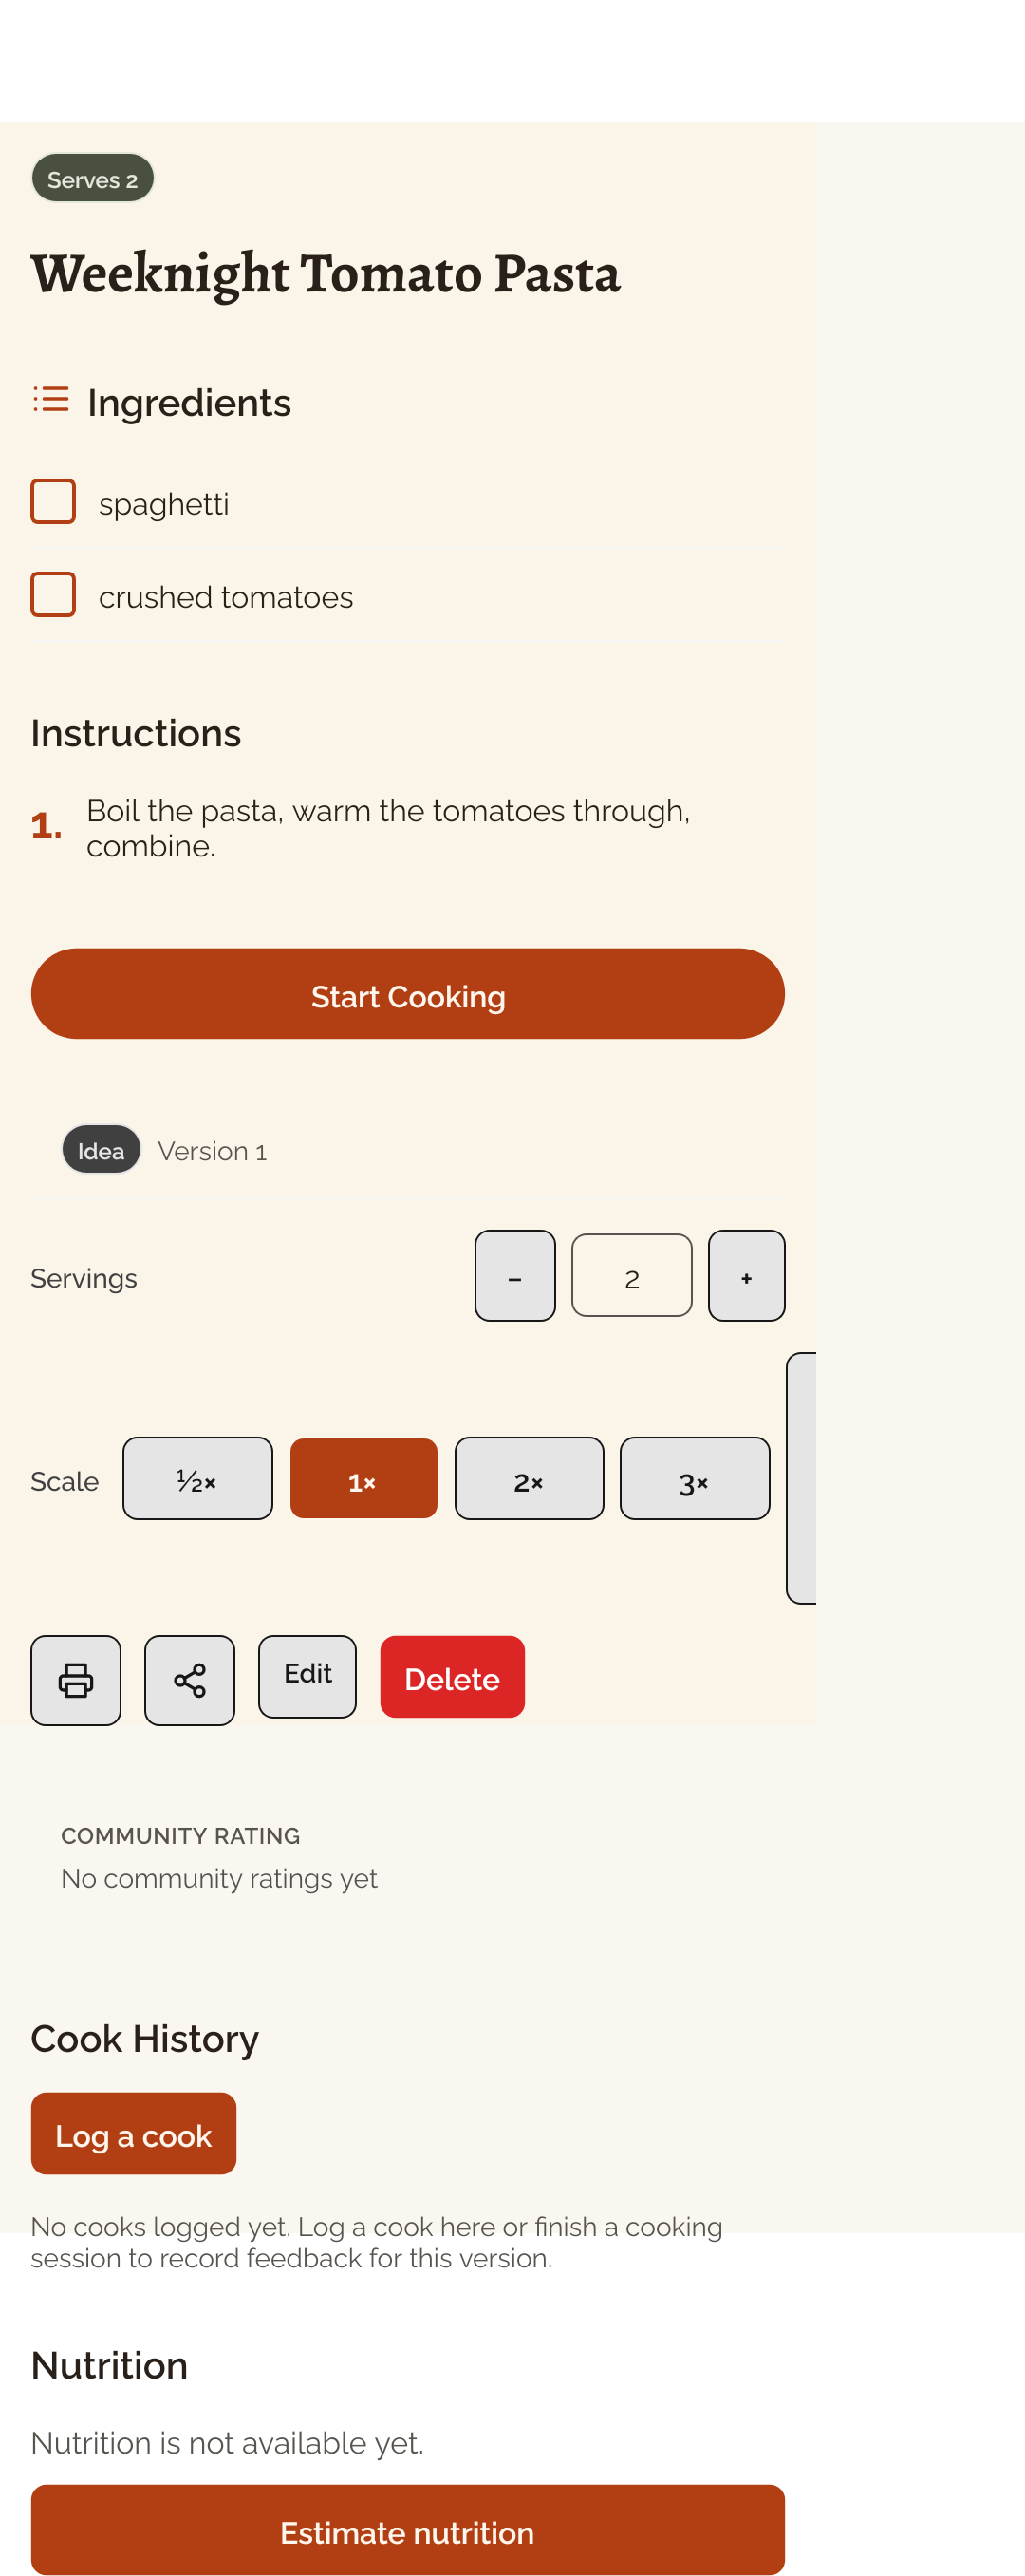 Serves 2
Weeknight Tomato Pasta
Ingredients
spaghetti
crushed tomatoes
Instructions
1. Boil the pasta, warm the tomatoes through,
combine.
Start Cooking
Idea Version 1
Servings − 2 +
Scale ½× 1× 2× 3×
Edit Delete
COMMUNITY RATING
No community ratings yet
Cook History
Log a cook
No cooks logged yet. Log a cook here or finish a cooking
session to record feedback for this version.
Nutrition
Nutrition is not available yet.
Estimate nutrition